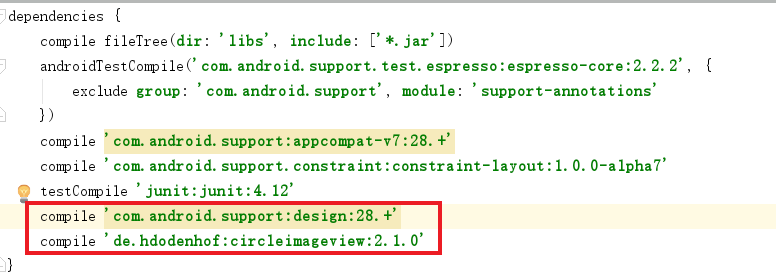 dependencies {
    compile fileTree(dir: 'libs', include: ['*.jar'])
    androidTestCompile('com.android.support.test.espresso:espresso-core:2.2.2', {
        exclude group: 'com.android.support', module: 'support-annotations'
    })
    compile 'com.android.support:appcompat-v7:28.+'
    compile 'com.android.support.constraint:constraint-layout:1.0.0-alpha7'
    testCompile 'junit:junit:4.12'
    compile 'com.android.support:design:28.+'
    compile 'de.hdodenhof:circleimageview:2.1.0'
}